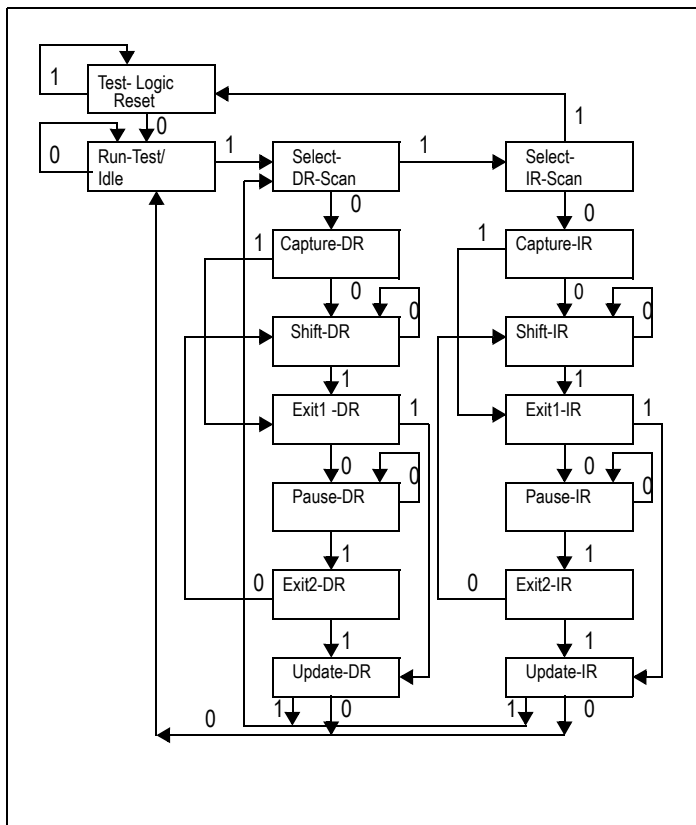 1
Test- Logic
Reset
0
1
0
Run-Test/
Idle
1
Select-
DR-Scan
1
Select-
IR-Scan
0
0
1
Capture-DR
1
Capture-IR
0
0
Shift-DR
0
Shift-IR
0
1
1
Exit1 -DR
1
Exit1-IR
1
0
0
Pause-DR
0
Pause-IR
0
1
1
0
Exit2-DR
0
Exit2-IR
1
1
Update-DR
Update-IR
0
1
0
1
0